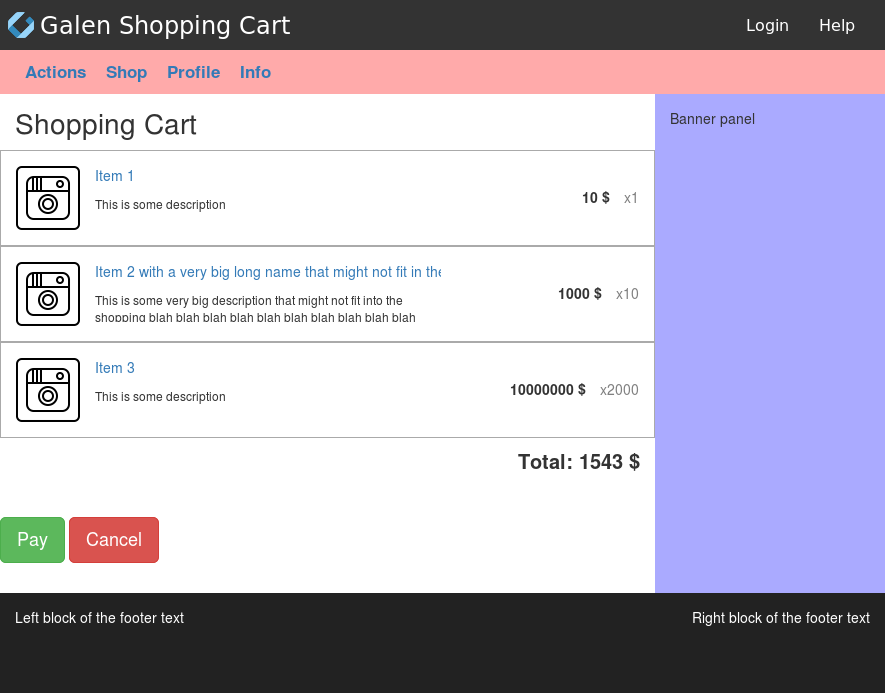 Galen Shopping Cart
Login Help
Actions Shop Profile Info
Shopping Cart
Banner panel
Item 1
This is some description
10 $ x1
Item 2 with a very big long name that might not fit in the
This is some very big description that might not fit into the
shopping blah blah blah blah blah blah blah blah blah blah
1000 $ x10
Item 3
This is some description
10000000 $ x2000
Total: 1543 $
Pay Cancel
Left block of the footer text
Right block of the footer text